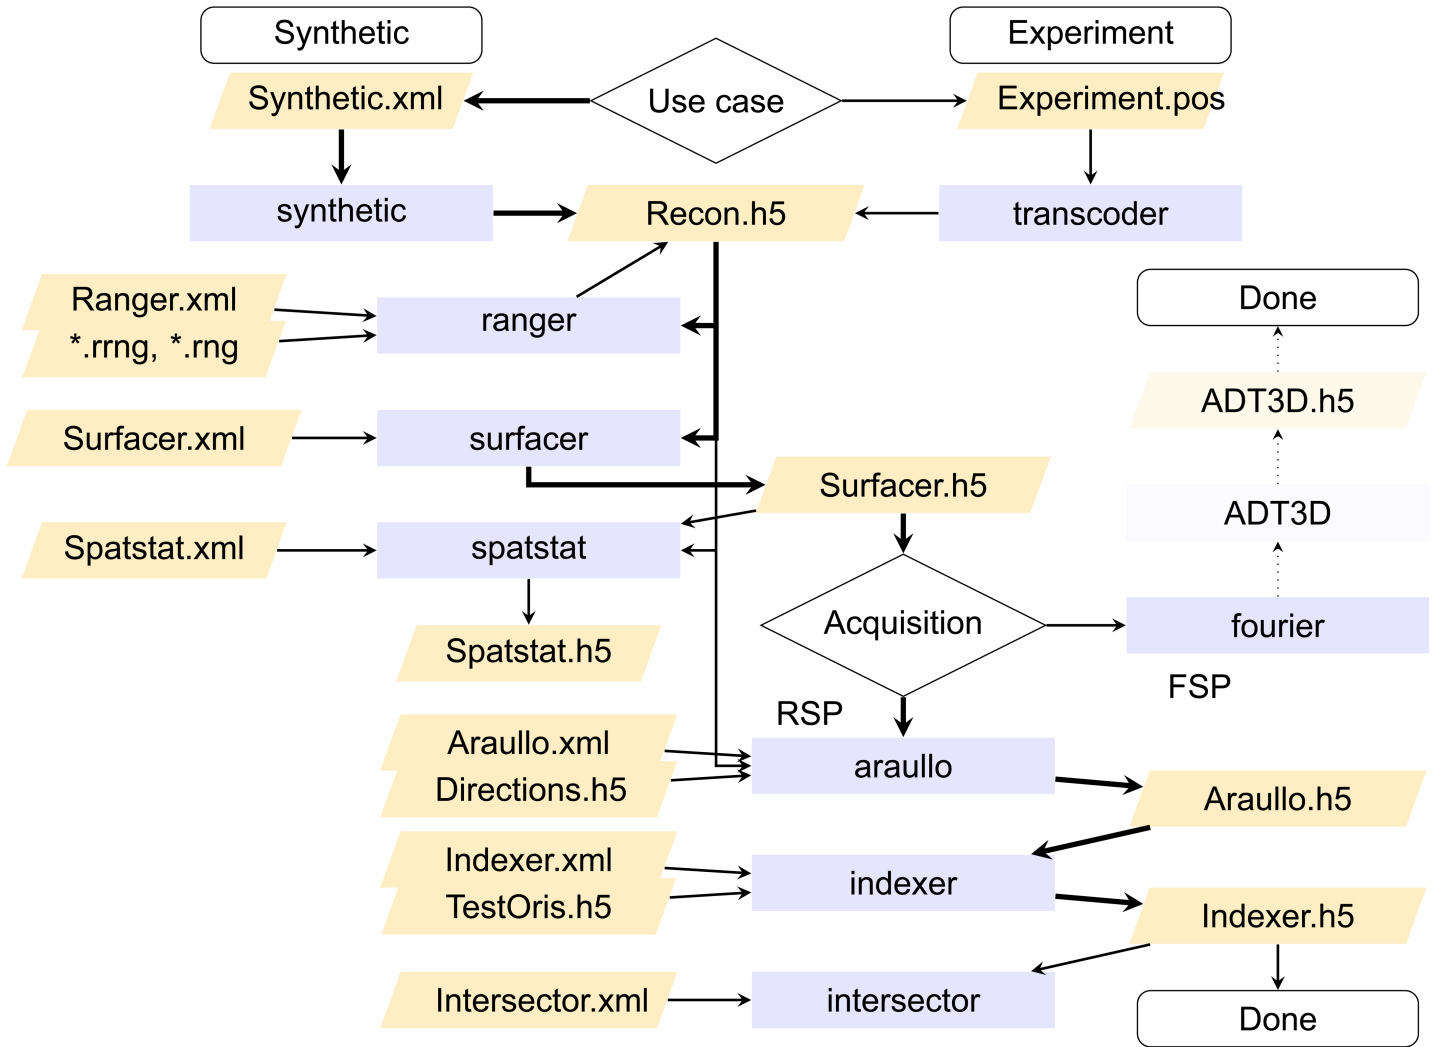 Synthetic
Experiment
Synthetic.xml
Use case
Experiment.pos
synthetic
Recon.h5
transcoder
Ranger.xml
*.rrng, *.rng
ranger
Done
ADT3D.h5
Surfacer.xml
surfacer
Surfacer.h5
ADT3D
Spatstat.xml
spatstat
Acquisition
fourier
Spatstat.h5
FSP
RSP
Araullo.xml
Directions.h5
araullo
Araullo.h5
Indexer.xml
TestOris.h5
indexer
Indexer.h5
Intersector.xml
intersector
Done